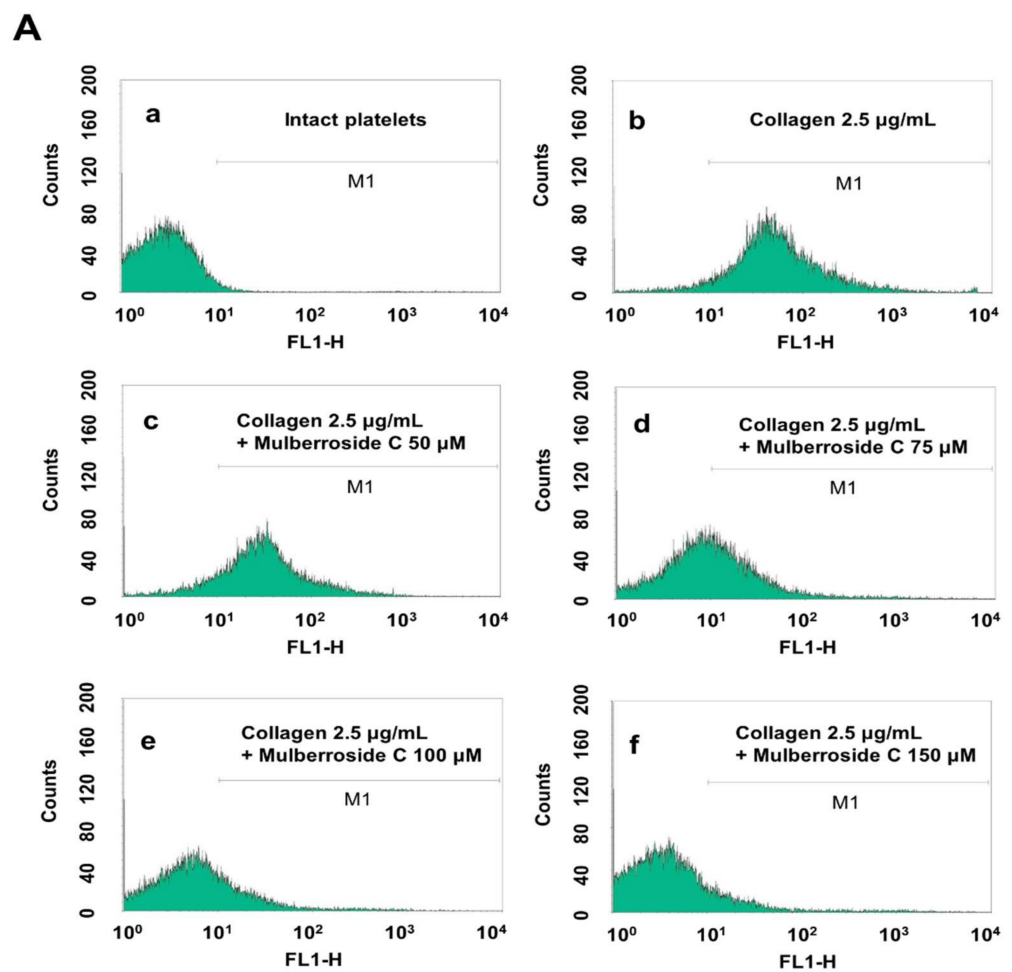 A
a
Intact platelets
M1
Counts
200
160
120
80
40
0
10⁰ 10¹ 10² 10³ 10⁴
FL1-H
b
Collagen 2.5 µg/mL
M1
Counts
200
160
120
80
40
0
10⁰ 10¹ 10² 10³ 10⁴
FL1-H
c
Collagen 2.5 µg/mL
+ Mulberroside C 50 µM
M1
Counts
200
160
120
80
40
0
10⁰ 10¹ 10² 10³ 10⁴
FL1-H
d
Collagen 2.5 µg/mL
+ Mulberroside C 75 µM
M1
Counts
200
160
120
80
40
0
10⁰ 10¹ 10² 10³ 10⁴
FL1-H
e
Collagen 2.5 µg/mL
+ Mulberroside C 100 µM
M1
Counts
200
160
120
80
40
0
10⁰ 10¹ 10² 10³ 10⁴
FL1-H
f
Collagen 2.5 µg/mL
+ Mulberroside C 150 µM
M1
Counts
200
160
120
80
40
0
10⁰ 10¹ 10² 10³ 10⁴
FL1-H